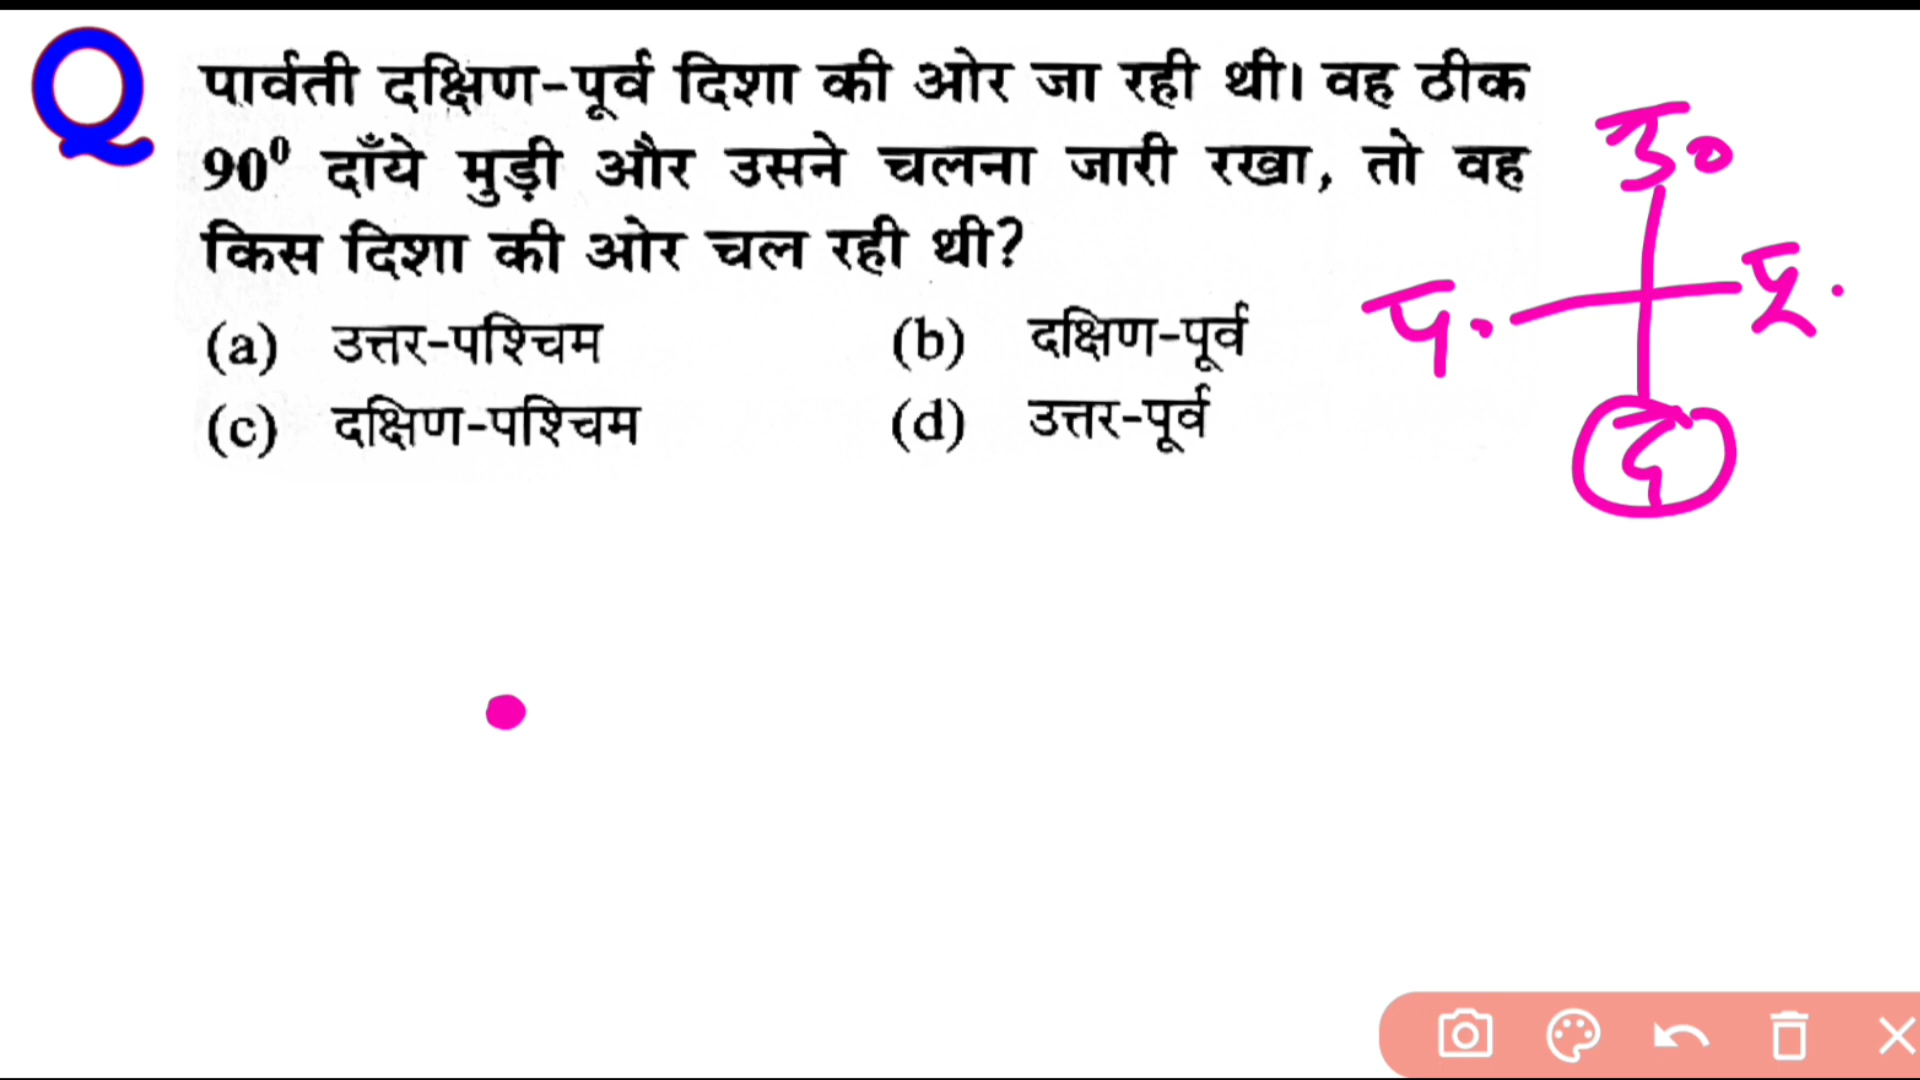 Q
पार्वती दक्षिण-पूर्व दिशा की ओर जा रही थी। वह ठीक
90⁰ दाँये मुड़ी और उसने चलना जारी रखा, तो वह
किस दिशा की ओर चल रही थी?
(a) उत्तर-पश्चिम (b) दक्षिण-पूर्व
(c) दक्षिण-पश्चिम (d) उत्तर-पूर्व
उ०
प. पू.
द